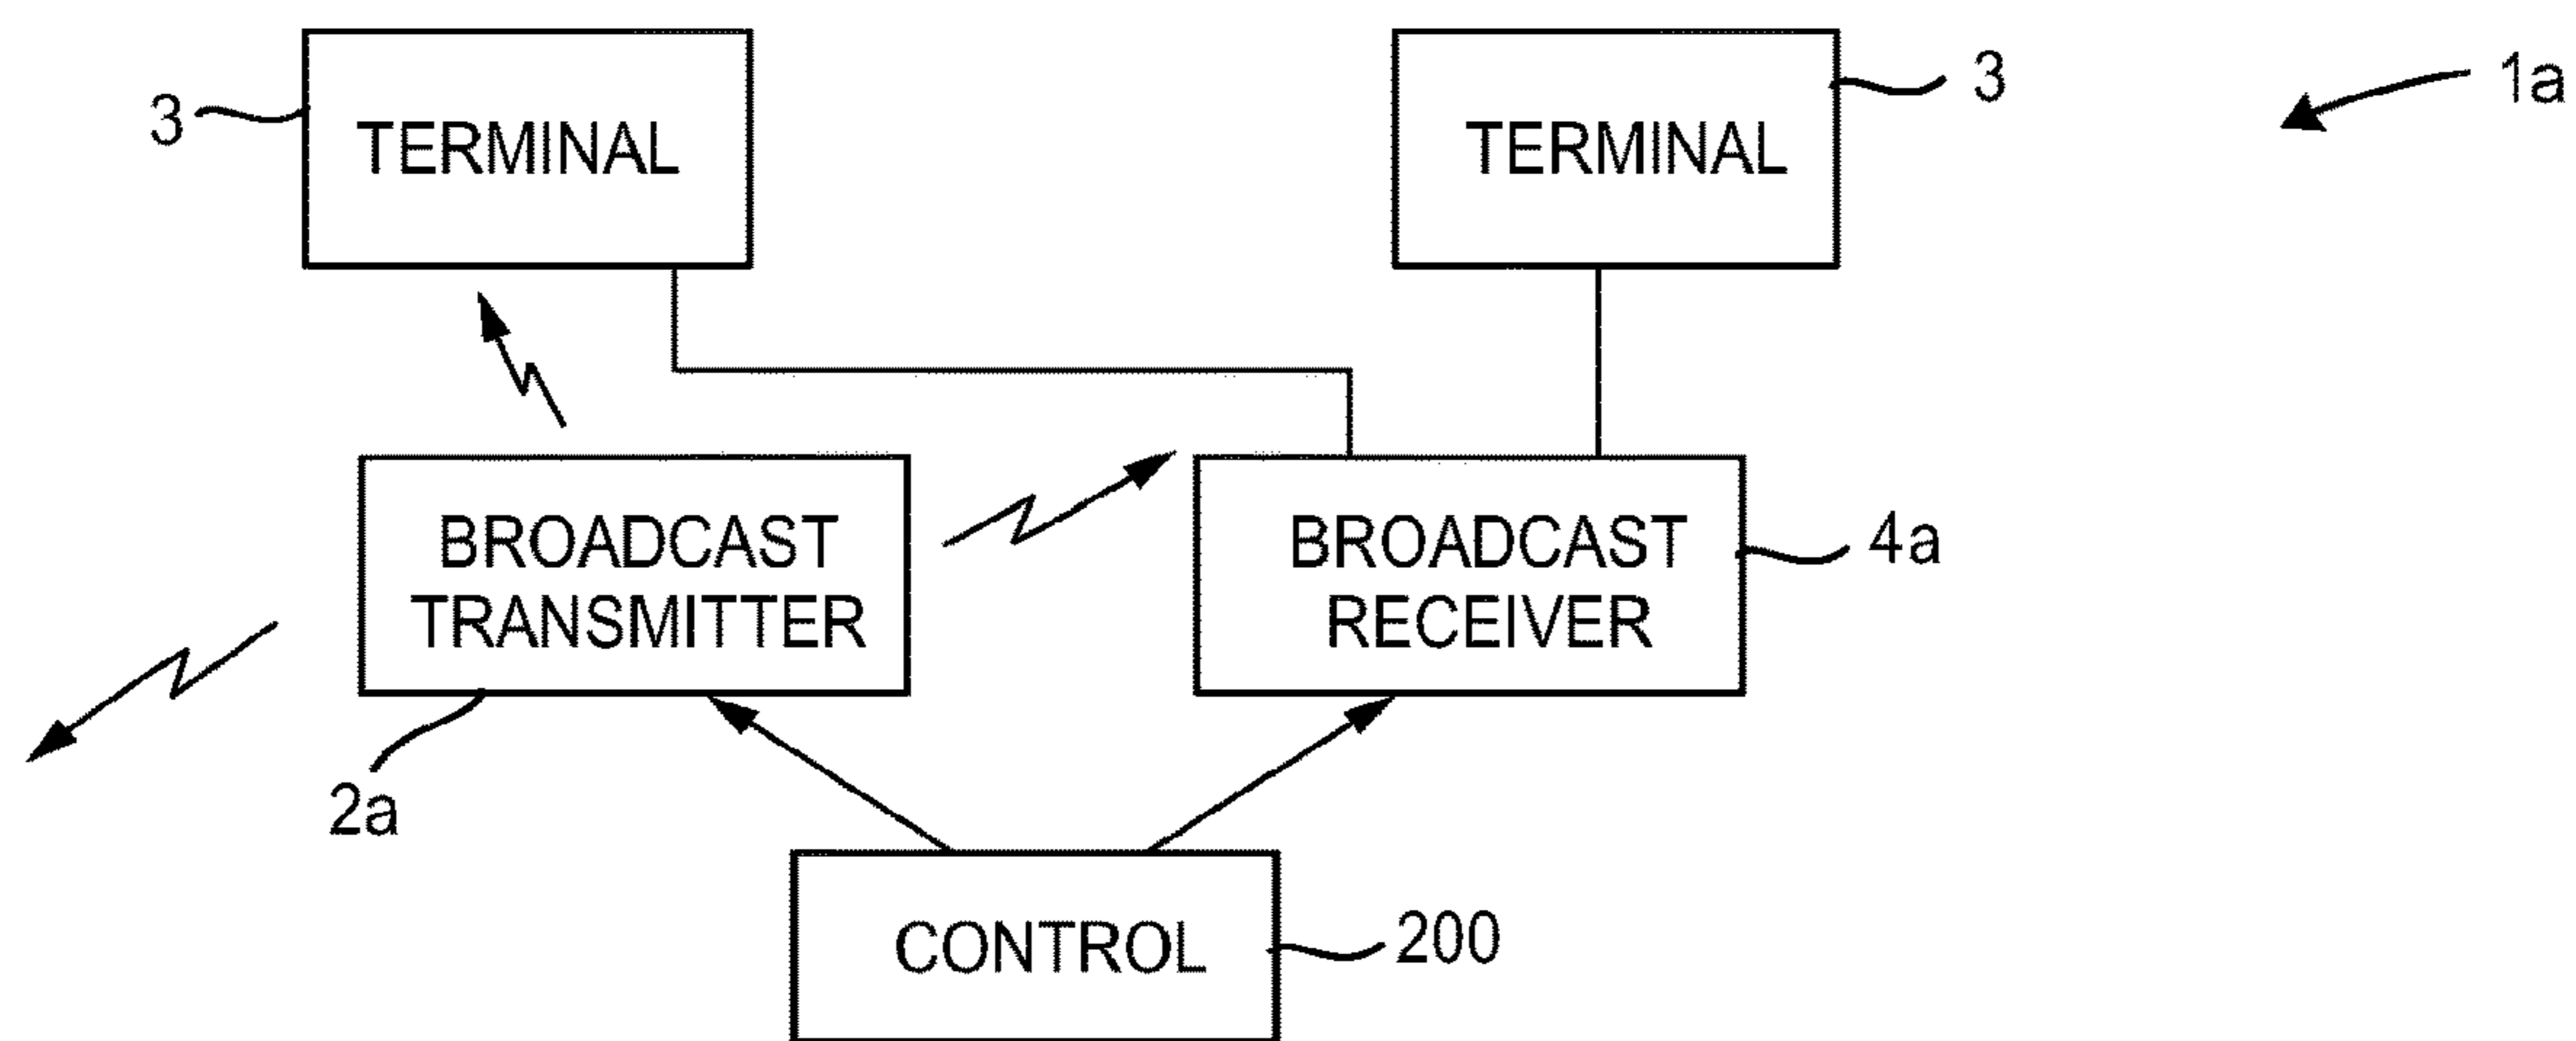 3
TERMINAL
TERMINAL
3
1a
BROADCAST
TRANSMITTER
2a
BROADCAST
RECEIVER
4a
CONTROL
200